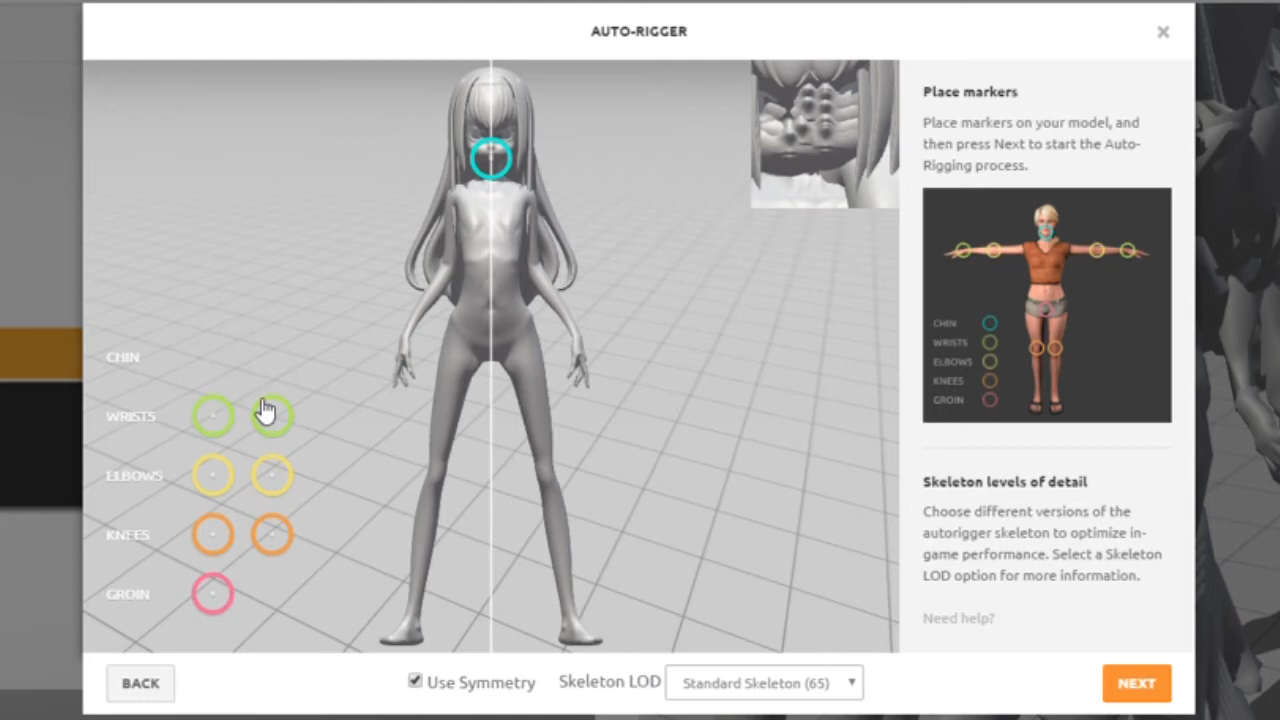 AUTO-RIGGER
×
Place markers
Place markers on your model, and
then press Next to start the Auto-
Rigging process.
CHIN
WRISTS
ELBOWS
KNEES
GROIN
CHIN
WRISTS
ELBOWS
KNEES
GROIN
Skeleton levels of detail
Choose different versions of the
autorigger skeleton to optimize in-
game performance. Select a Skeleton
LOD option for more information.
Need help?
BACK
Use Symmetry
Skeleton LOD
Standard Skeleton (65)
NEXT